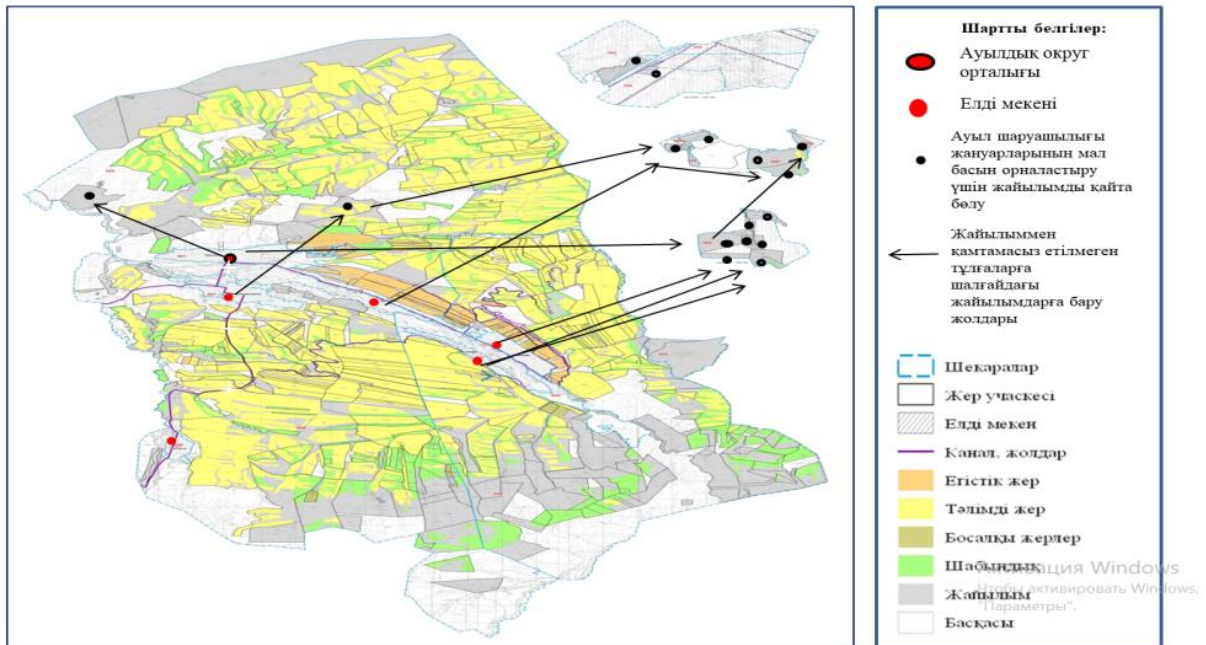 Шартты белгілер:
Ауылдық округ
орталығы
Елді мекені
Ауыл шаруашылығы
жануарларының мал
басын орналастыру
үшін жайылымды қайта
бөлу
Жайылыммен
қамтамасыз етілмеген
тұлғаларға
шалғайдағы
жайылымдарға бару
жолдары
Шекаралар
Жер учаскесі
Елді мекен
Канал, жолдар
Егістік жер
Тәлімді жер
Босалқы жерлер
Шабындық
Активация Windows
Чтобы активировать Windows,
Жайылым
"Параметры".
Басқасы